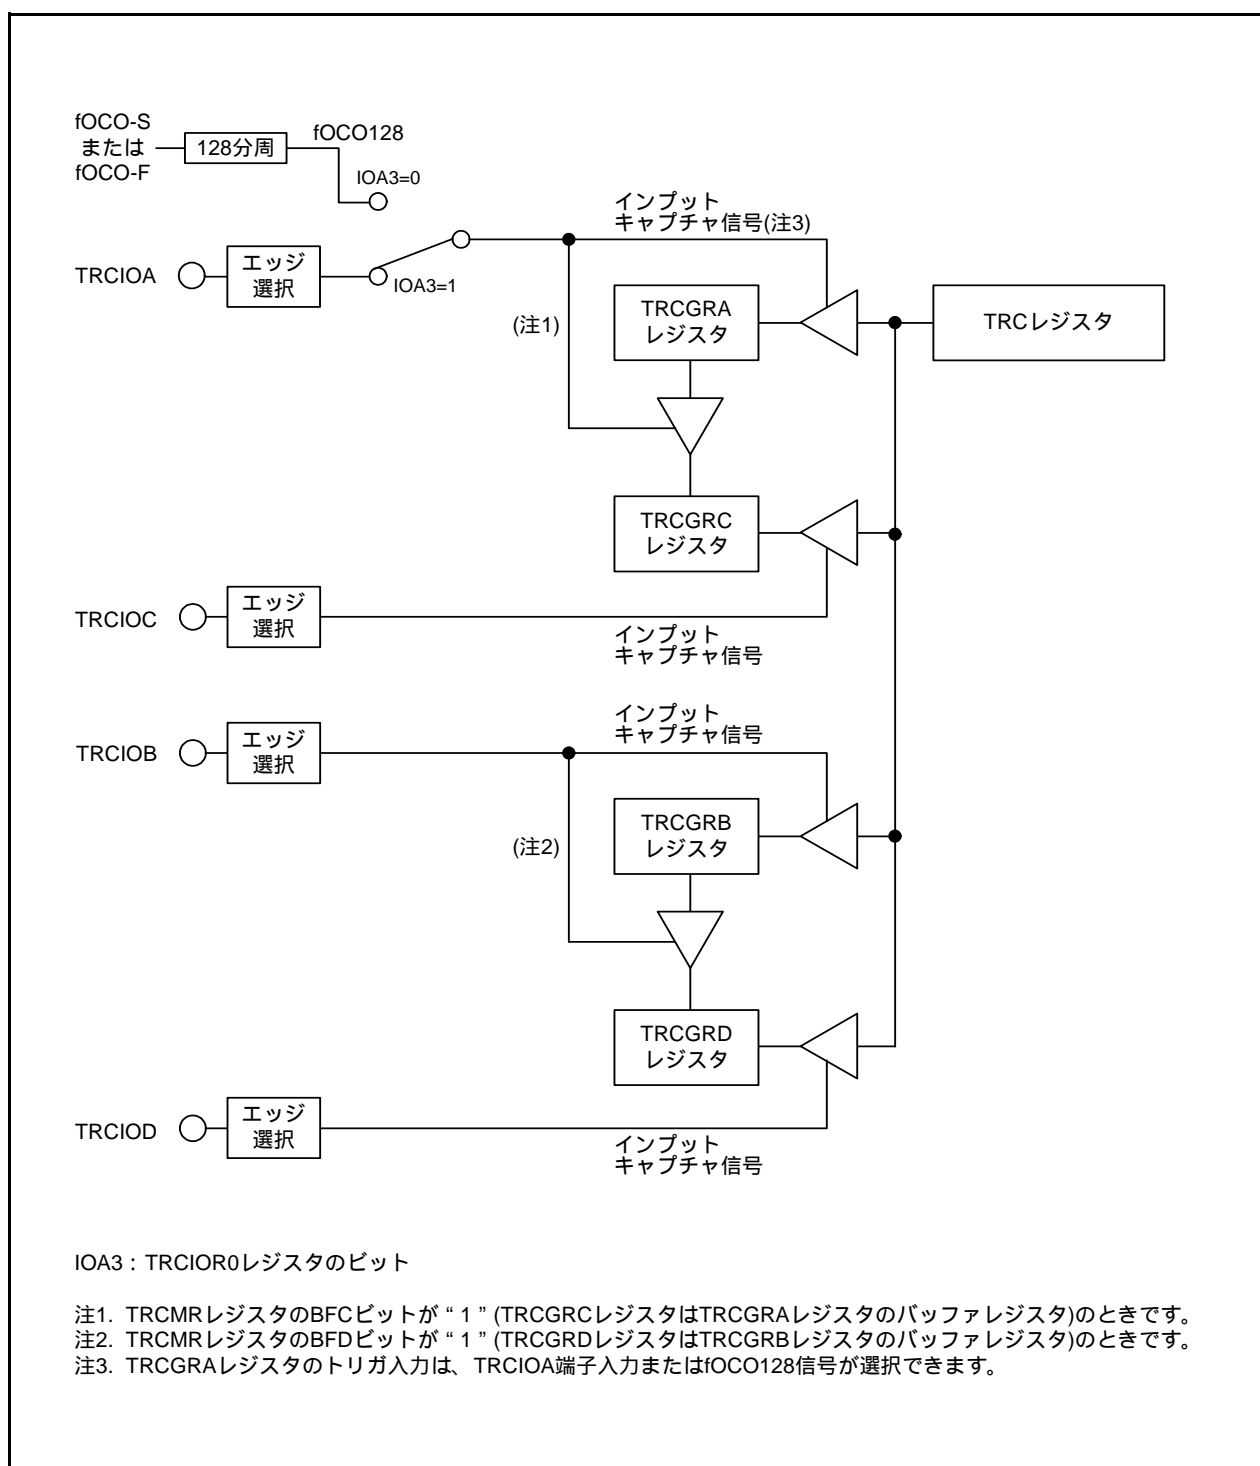 fOCO-S
または
fOCO-F
128分周
fOCO128
IOA3=0
インプット
キャプチャ信号(注3)
TRCIOA
エッジ
選択
IOA3=1
(注1)
TRCGRA
レジスタ
TRCレジスタ
TRCGRC
レジスタ
TRCIOC
エッジ
選択
インプット
キャプチャ信号
インプット
キャプチャ信号
TRCIOB
エッジ
選択
(注2)
TRCGRB
レジスタ
TRCGRD
レジスタ
TRCIOD
エッジ
選択
インプット
キャプチャ信号
IOA3：TRCIOR0レジスタのビット
注1. TRCMRレジスタのBFCビットが“1”(TRCGRCレジスタはTRCGRAレジスタのバッファレジスタ)のときです。
注2. TRCMRレジスタのBFDビットが“1”(TRCGRDレジスタはTRCGRBレジスタのバッファレジスタ)のときです。
注3. TRCGRAレジスタのトリガ入力は、TRCIOA端子入力またはfOCO128信号が選択できます。